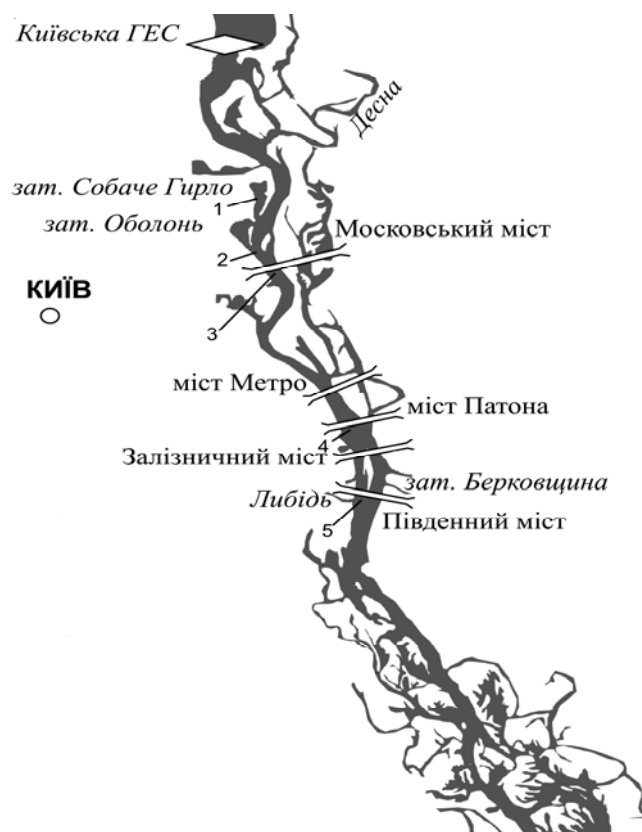 Київська ГЕС
Десна
зат. Собаче Гирло
1
зат. Оболонь
Московський міст
2
КИЇВ
3
міст Метро
міст Патона
4
Залізничний міст
зат. Берковщина
Либідь
Південний міст
5